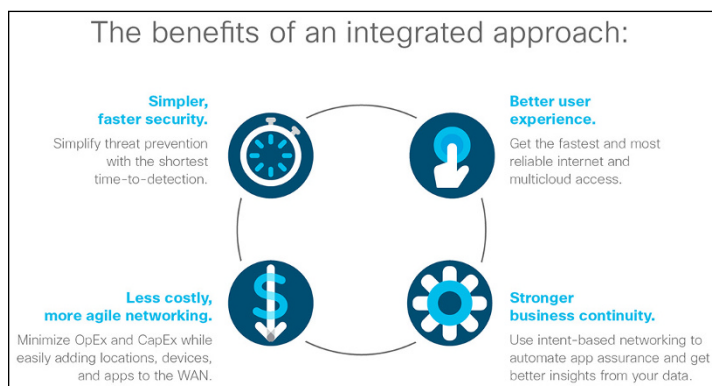 The benefits of an integrated approach:
Simpler,
faster security.
Simplify threat prevention
with the shortest
time-to-detection.
Better user
experience.
Get the fastest and most
reliable internet and
multicloud access.
Less costly,
more agile networking.
Minimize OpEx and CapEx while
easily adding locations, devices,
and apps to the WAN.
Stronger
business continuity.
Use intent-based networking to
automate app assurance and get
better insights from your data.